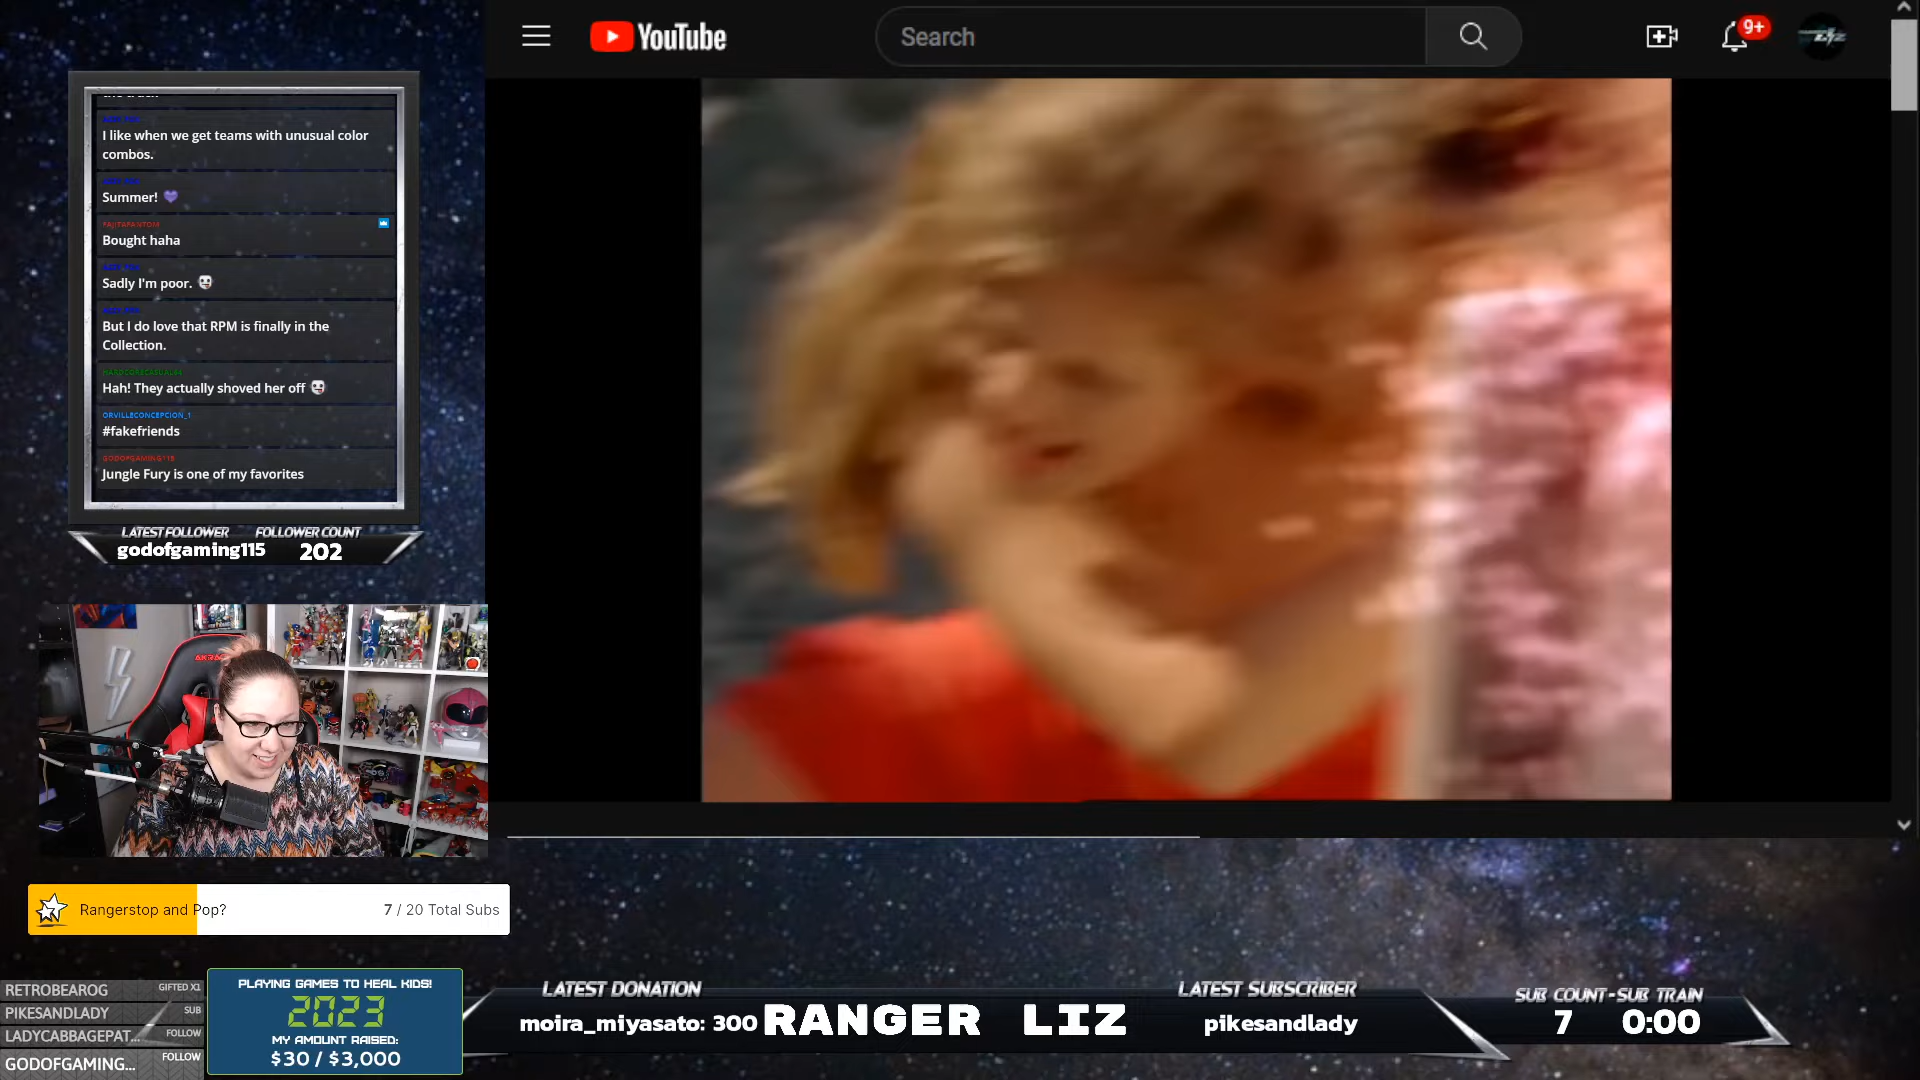 YouTube
Search
9+
I like when we get teams with unusual color
combos.
Summer! 💜
FAJITAFANTOM
Bought haha
Sadly I'm poor.
But I do love that RPM is finally in the
Collection.
Hah! They actually shoved her off
ORVILLECONCEPCION_1
#fakefriends
GODOFGAMING115
Jungle Fury is one of my favorites
LATEST FOLLOWER
FOLLOWER COUNT
godofgaming115
202
Rangerstop and Pop?
7 / 20 Total Subs
RETROBEAROG
GIFTED X1
PIKESANDLADY
SUB
LADYCABBAGEPAT...
FOLLOW
GODOFGAMING...
FOLLOW
PLAYING GAMES TO HEAL KIDS!
2023
MY AMOUNT RAISED:
$30 / $3,000
LATEST DONATION
moira_miyasato: 300
RANGER LIZ
LATEST SUBSCRIBER
pikesandlady
SUB COUNT-SUB TRAIN
7
0:00